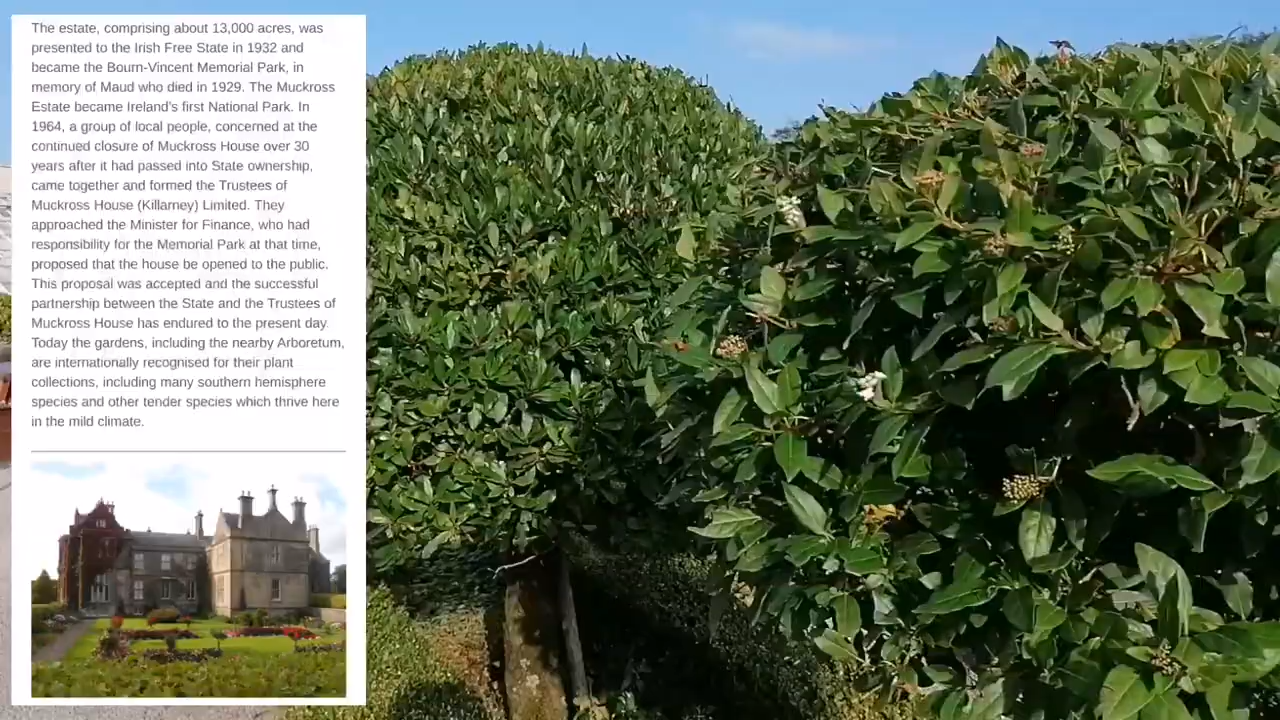 The estate, comprising about 13,000 acres, was
presented to the Irish Free State in 1932 and
became the Bourn-Vincent Memorial Park, in
memory of Maud who died in 1929. The Muckross
Estate became Ireland's first National Park. In
1964, a group of local people, concerned at the
continued closure of Muckross House over 30
years after it had passed into State ownership,
came together and formed the Trustees of
Muckross House (Killarney) Limited. They
approached the Minister for Finance, who had
responsibility for the Memorial Park at that time,
proposed that the house be opened to the public.
This proposal was accepted and the successful
partnership between the State and the Trustees of
Muckross House has endured to the present day.
Today the gardens, including the nearby Arboretum,
are internationally recognised for their plant
collections, including many southern hemisphere
species and other tender species which thrive here
in the mild climate.